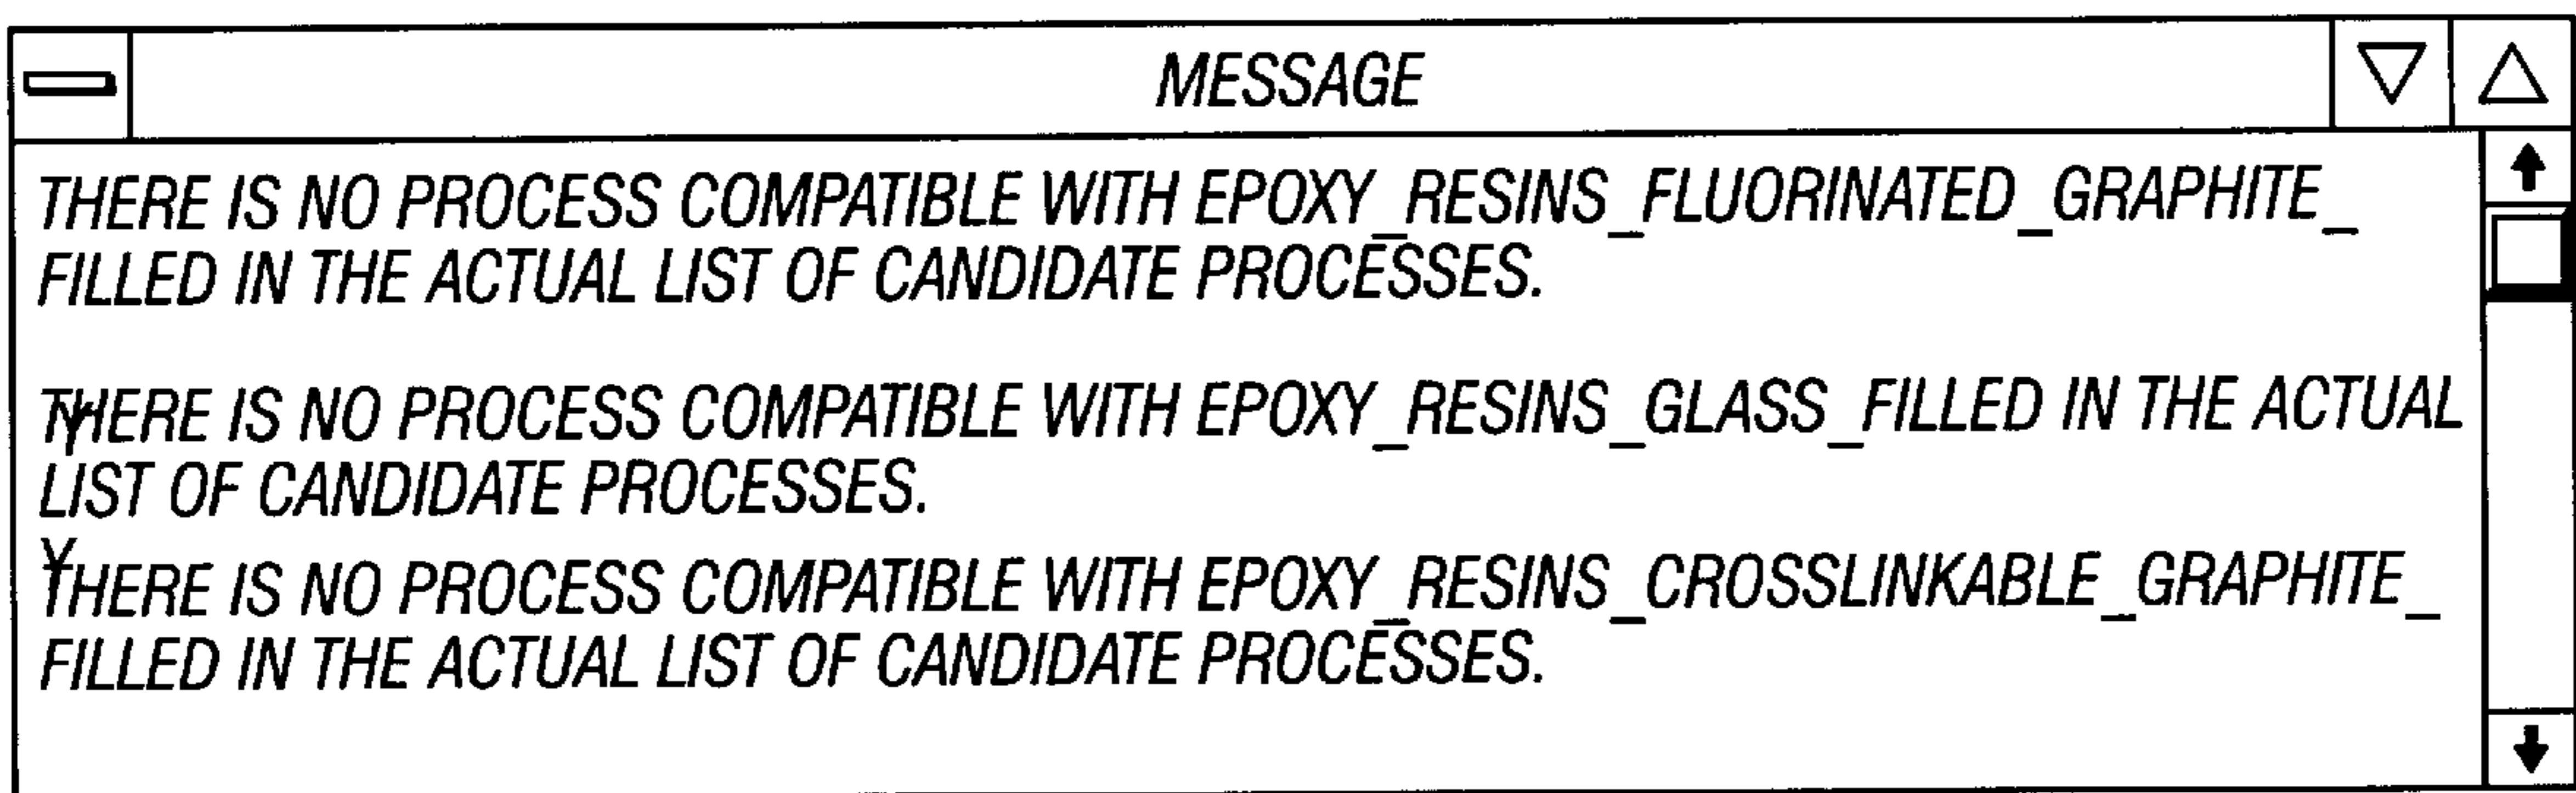 MESSAGE
THERE IS NO PROCESS COMPATIBLE WITH EPOXY_RESINS_FLUORINATED_GRAPHITE_
FILLED IN THE ACTUAL LIST OF CANDIDATE PROCESSES.
THERE IS NO PROCESS COMPATIBLE WITH EPOXY_RESINS_GLASS_FILLED IN THE ACTUAL
LIST OF CANDIDATE PROCESSES.
THERE IS NO PROCESS COMPATIBLE WITH EPOXY_RESINS_CROSSLINKABLE_GRAPHITE_
FILLED IN THE ACTUAL LIST OF CANDIDATE PROCESSES.